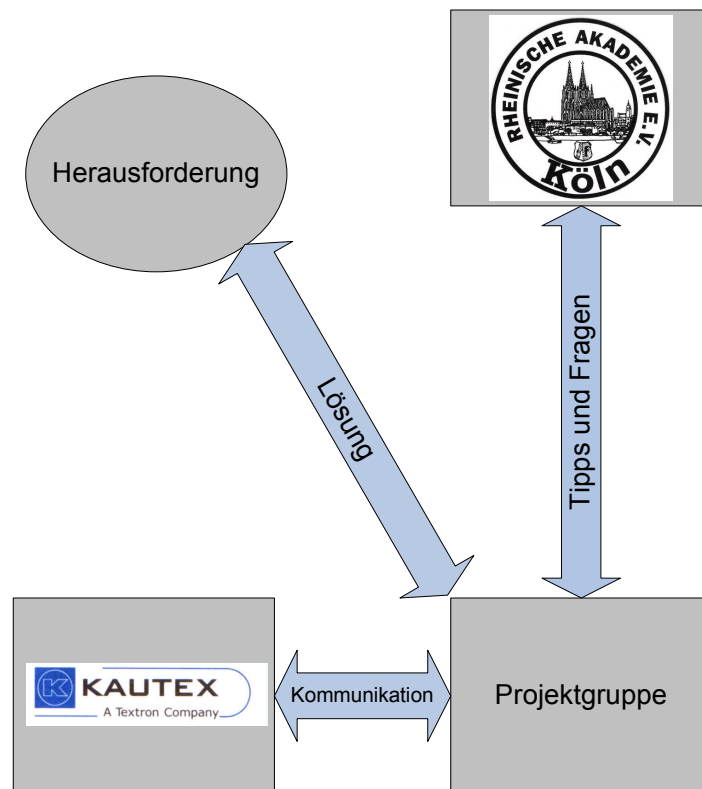 RHEINISCHE AKADEMIE E.V.
Köln
Herausforderung
Lösung
Tipps und Fragen
K KAUTEX
A Textron Company
Kommunikation
Projektgruppe